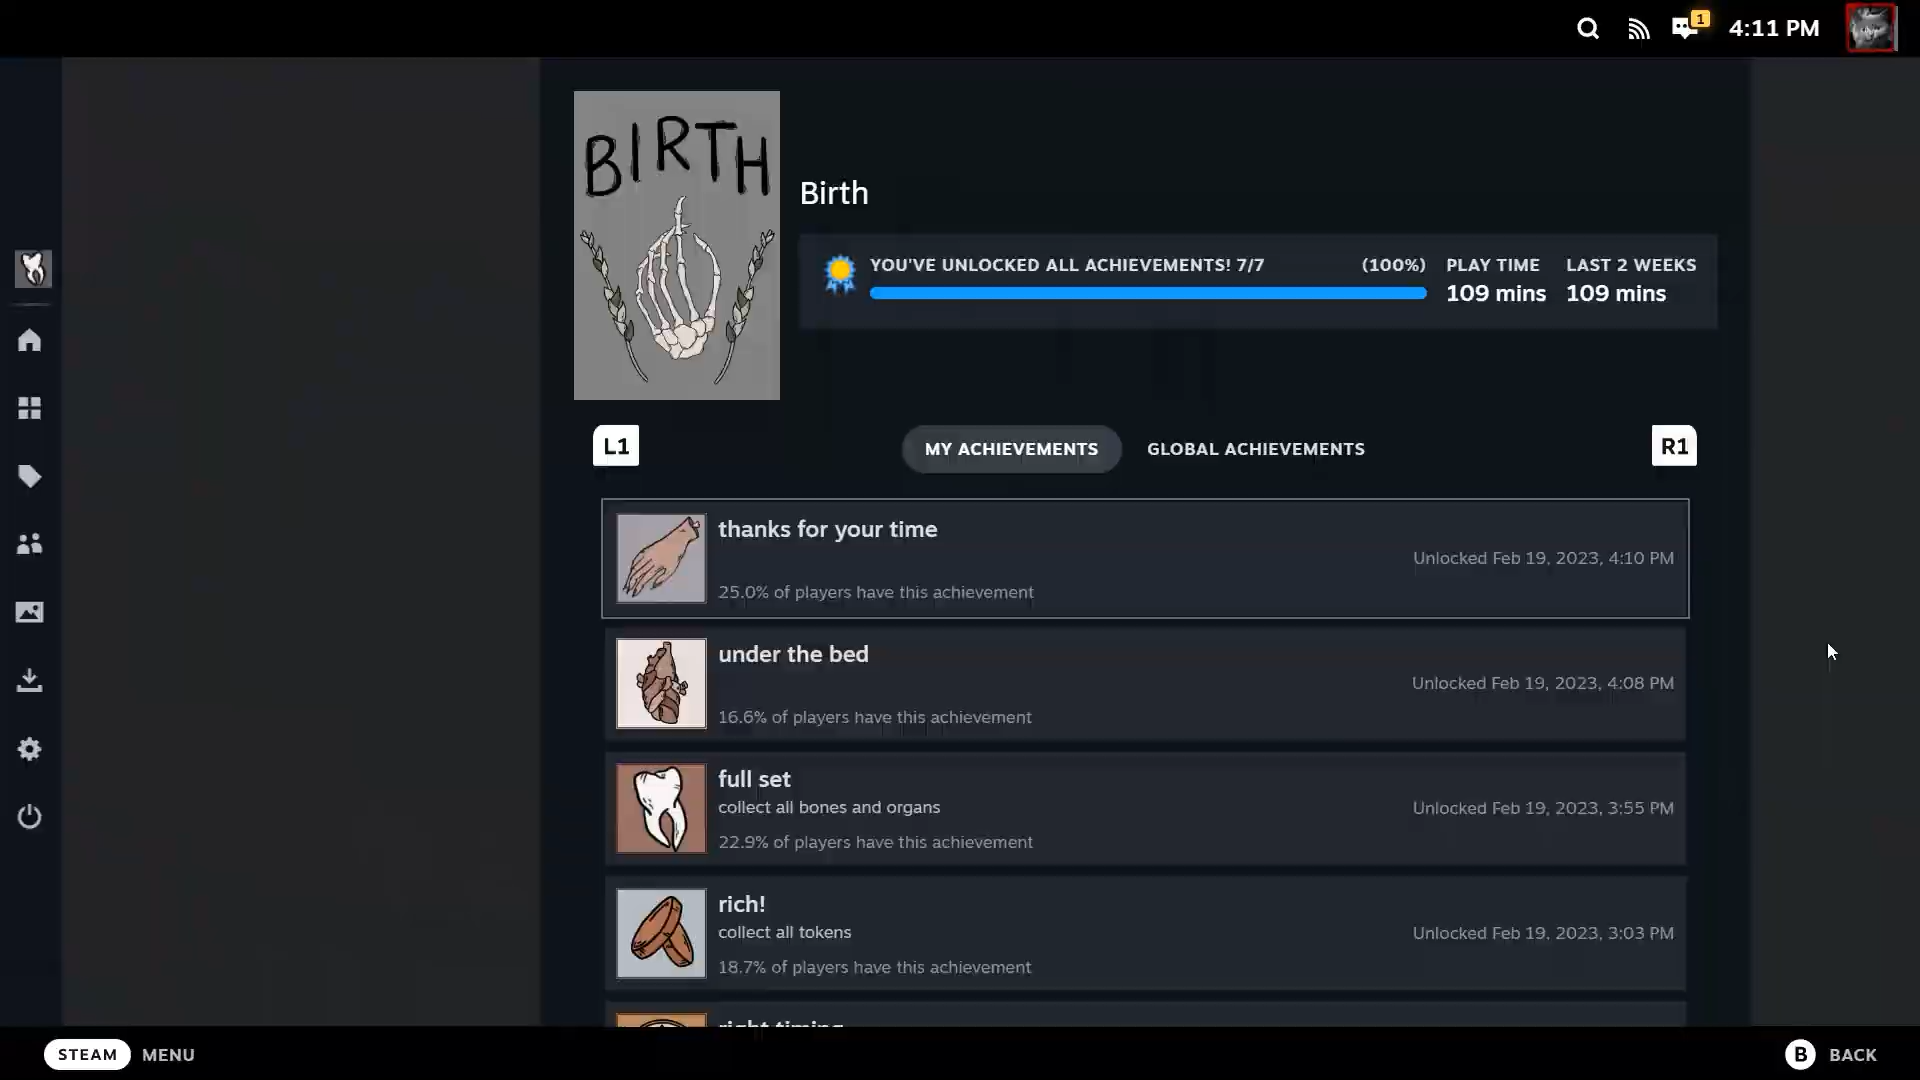 1
4:11 PM
BIRTH
Birth
YOU'VE UNLOCKED ALL ACHIEVEMENTS! 7/7 (100%) PLAY TIME LAST 2 WEEKS
109 mins 109 mins
L1 MY ACHIEVEMENTS GLOBAL ACHIEVEMENTS R1
thanks for your time
Unlocked Feb 19, 2023, 4:10 PM
25.0% of players have this achievement
under the bed
Unlocked Feb 19, 2023, 4:08 PM
16.6% of players have this achievement
full set
collect all bones and organs
Unlocked Feb 19, 2023, 3:55 PM
22.9% of players have this achievement
rich!
collect all tokens
Unlocked Feb 19, 2023, 3:03 PM
18.7% of players have this achievement
right timing
STEAM MENU B BACK